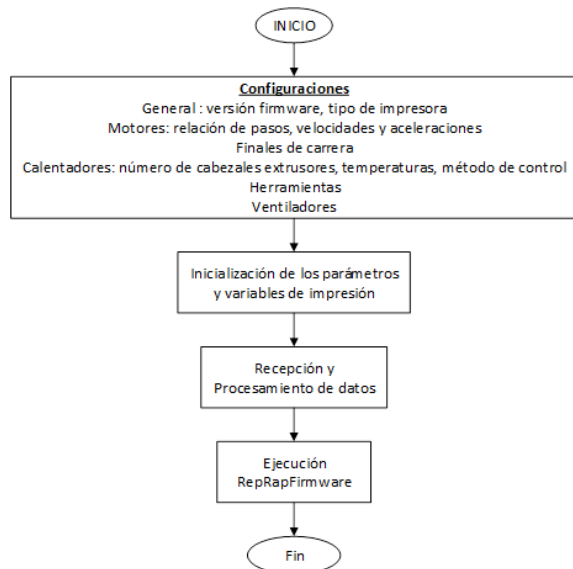 INICIO
Configuraciones
General : versión firmware, tipo de impresora
Motores: relación de pasos, velocidades y aceleraciones
Finales de carrera
Calentadores: número de cabezales extrusores, temperaturas, método de control
Herramientas
Ventiladores
Inicialización de los parámetros
y variables de impresión
Recepción y
Procesamiento de datos
Ejecución
RepRapFirmware
Fin